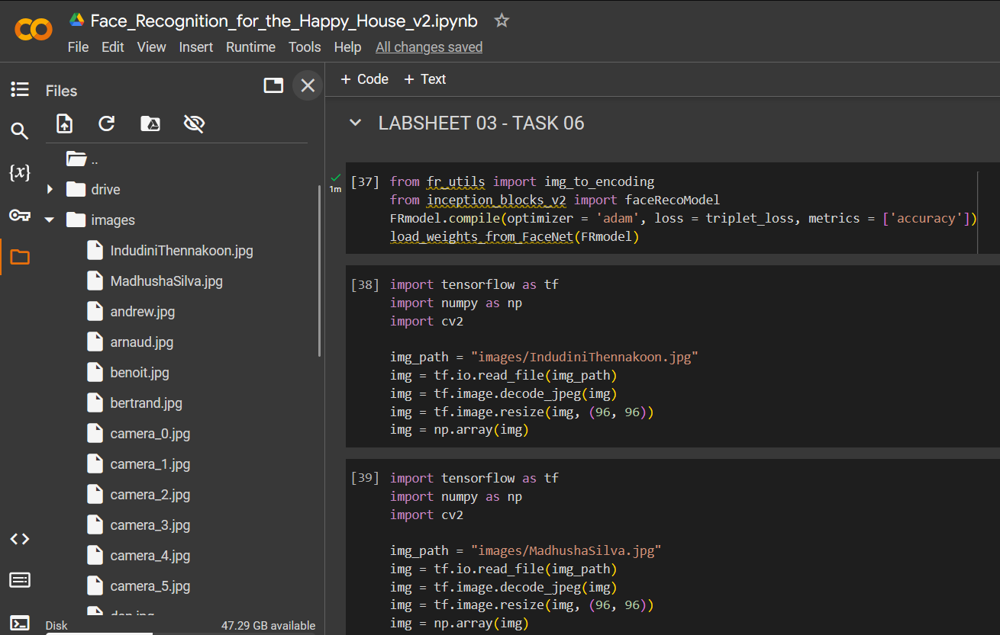 Face_Recognition_for_the_Happy_House_v2.ipynb
File Edit View Insert Runtime Tools Help All changes saved
Files
..
drive
images
IndudiniThennakoon.jpg
MadhushaSilva.jpg
andrew.jpg
arnaud.jpg
benoit.jpg
bertrand.jpg
camera_0.jpg
camera_1.jpg
camera_2.jpg
camera_3.jpg
camera_4.jpg
camera_5.jpg
Disk 47.29 GB available
+ Code + Text
LABSHEET 03 - TASK 06
1m
[37] from fr_utils import img_to_encoding
from inception_blocks_v2 import faceRecoModel
FRmodel.compile(optimizer = 'adam', loss = triplet_loss, metrics = ['accuracy'])
load_weights_from_FaceNet(FRmodel)
[38] import tensorflow as tf
import numpy as np
import cv2
img_path = "images/IndudiniThennakoon.jpg"
img = tf.io.read_file(img_path)
img = tf.image.decode_jpeg(img)
img = tf.image.resize(img, (96, 96))
img = np.array(img)
[39] import tensorflow as tf
import numpy as np
import cv2
img_path = "images/MadhushaSilva.jpg"
img = tf.io.read_file(img_path)
img = tf.image.decode_jpeg(img)
img = tf.image.resize(img, (96, 96))
img = np.array(img)